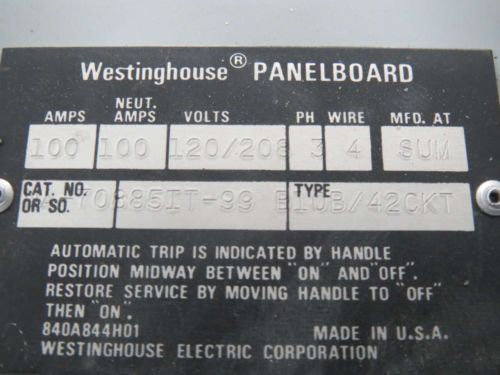 Westinghouse® PANELBOARD
AMPS NEUT. AMPS VOLTS PH WIRE MFD. AT
100 100 120/208 3 4 SUM
CAT. NO. OR SO. TYPE
42CKT
AUTOMATIC TRIP IS INDICATED BY HANDLE
POSITION MIDWAY BETWEEN "ON" AND "OFF".
RESTORE SERVICE BY MOVING HANDLE TO "OFF"
THEN "ON".
840A844H01 MADE IN U.S.A.
WESTINGHOUSE ELECTRIC CORPORATION